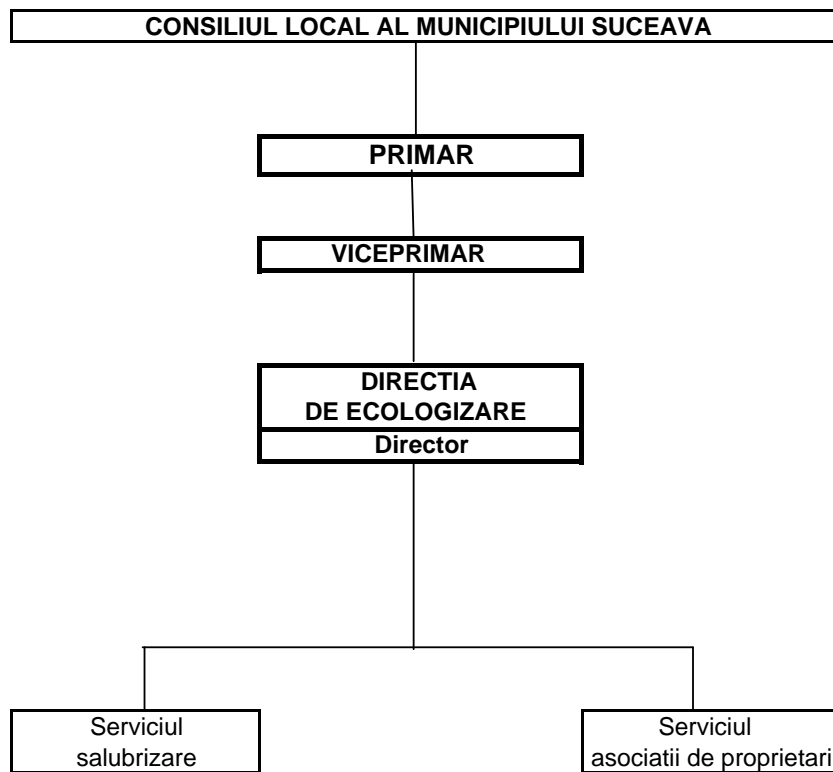 CONSILIUL LOCAL AL MUNICIPIULUI SUCEAVA
PRIMAR
VICEPRIMAR
DIRECTIA
DE ECOLOGIZARE
Director
Serviciul
salubrizare
Serviciul
asociatii de proprietari